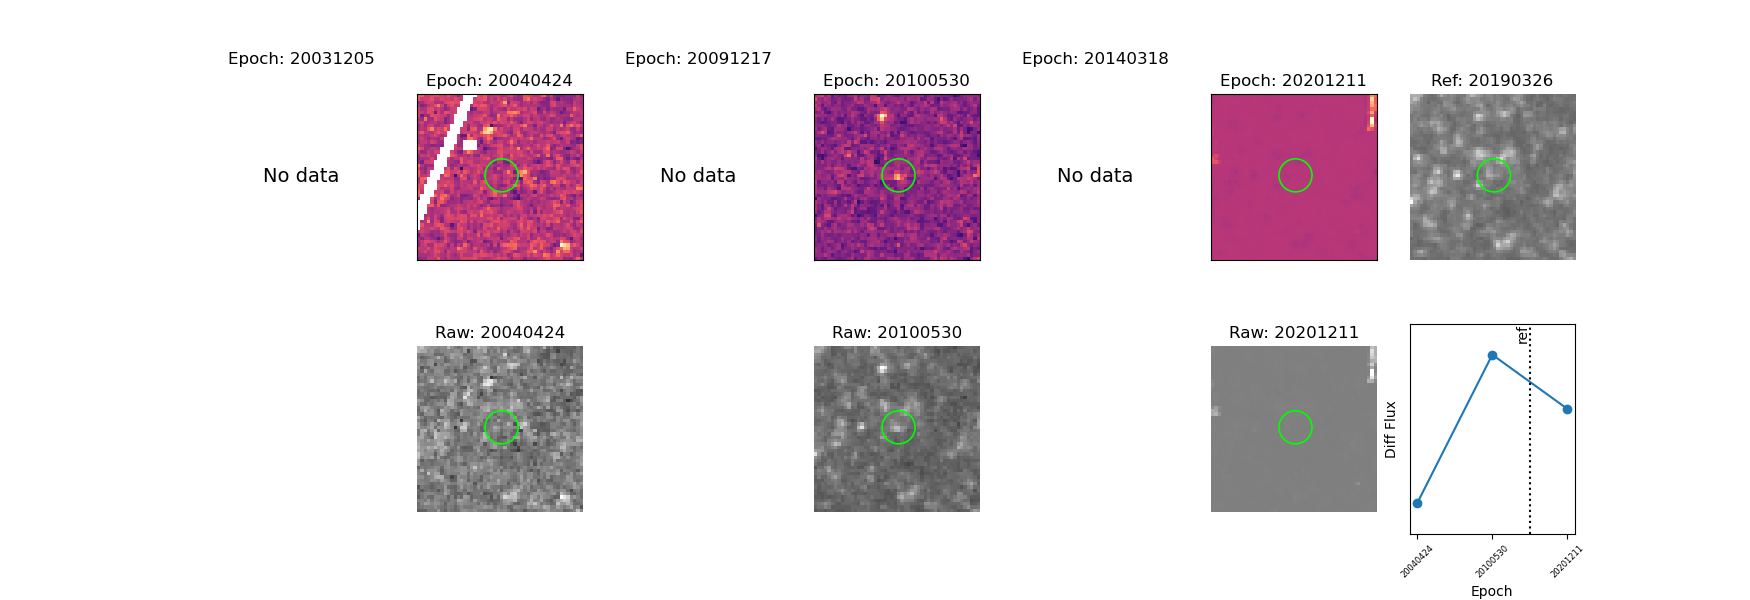 Epoch: 20031205
Epoch: 20040424
Epoch: 20091217
Epoch: 20100530
Epoch: 20140318
Epoch: 20201211
Ref: 20190326
No data
No data
No data
Raw: 20040424
Raw: 20100530
Raw: 20201211
ref
Diff Flux
20040424
20100530
20201211
Epoch